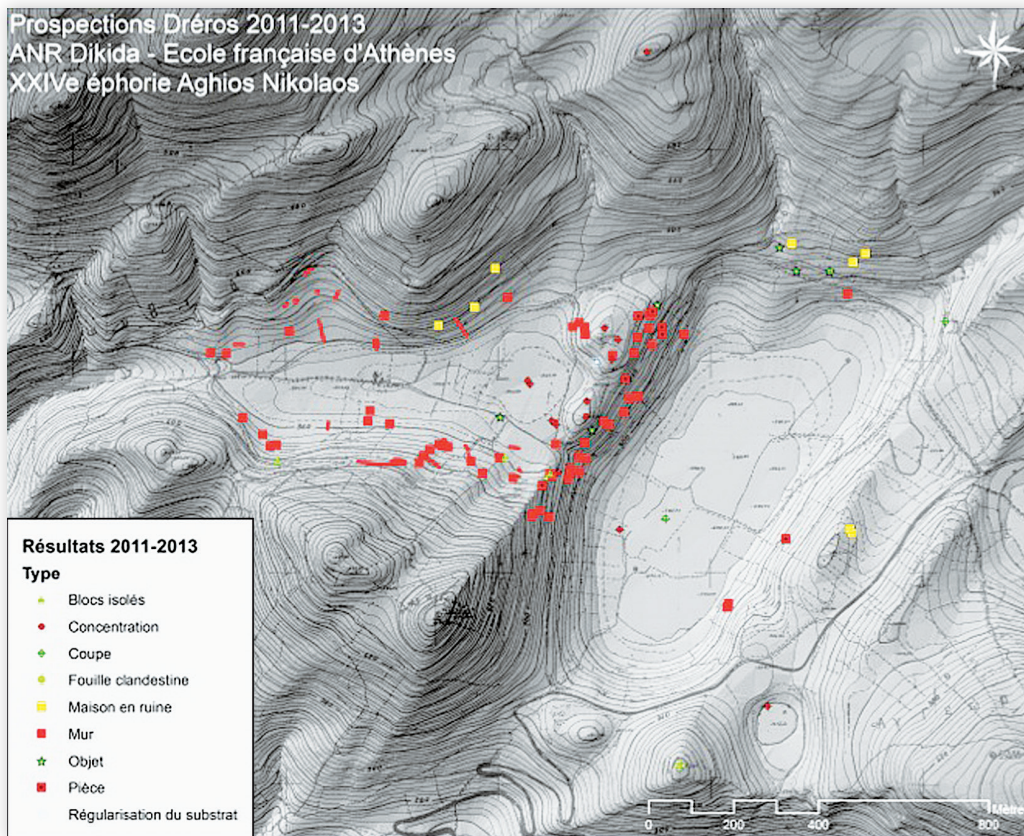 Prospections Dréros 2011-2013
ANR Dikida - Ecole française d'Athènes
XXIVe éphorie Aghios Nikolaos
Résultats 2011-2013
Type
Blocs isolés
Concentration
Coupe
Fouille clandestine
Maison en ruine
Mur
Objet
Pièce
Régularisation du substrat
Mètre
0 200 400 800